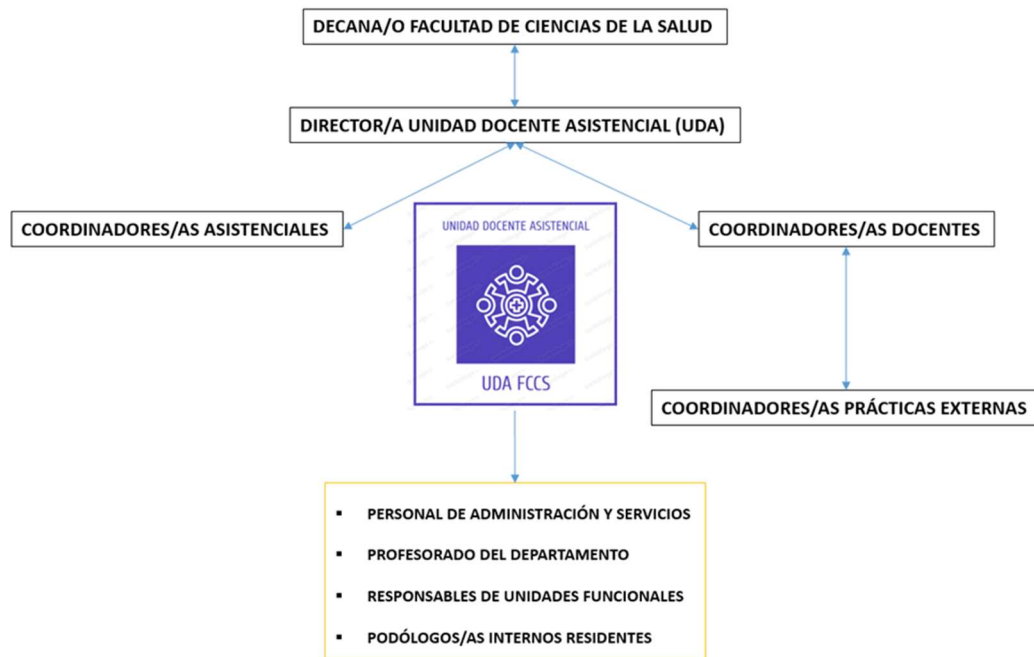 DECANA/O FACULTAD DE CIENCIAS DE LA SALUD
DIRECTOR/A UNIDAD DOCENTE ASISTENCIAL (UDA)
COORDINADORES/AS ASISTENCIALES
UNIDAD DOCENTE ASISTENCIAL
UDA FCCS
COORDINADORES/AS DOCENTES
COORDINADORES/AS PRÁCTICAS EXTERNAS
▪ PERSONAL DE ADMINISTRACIÓN Y SERVICIOS
▪ PROFESORADO DEL DEPARTAMENTO
▪ RESPONSABLES DE UNIDADES FUNCIONALES
▪ PODÓLOGOS/AS INTERNOS RESIDENTES